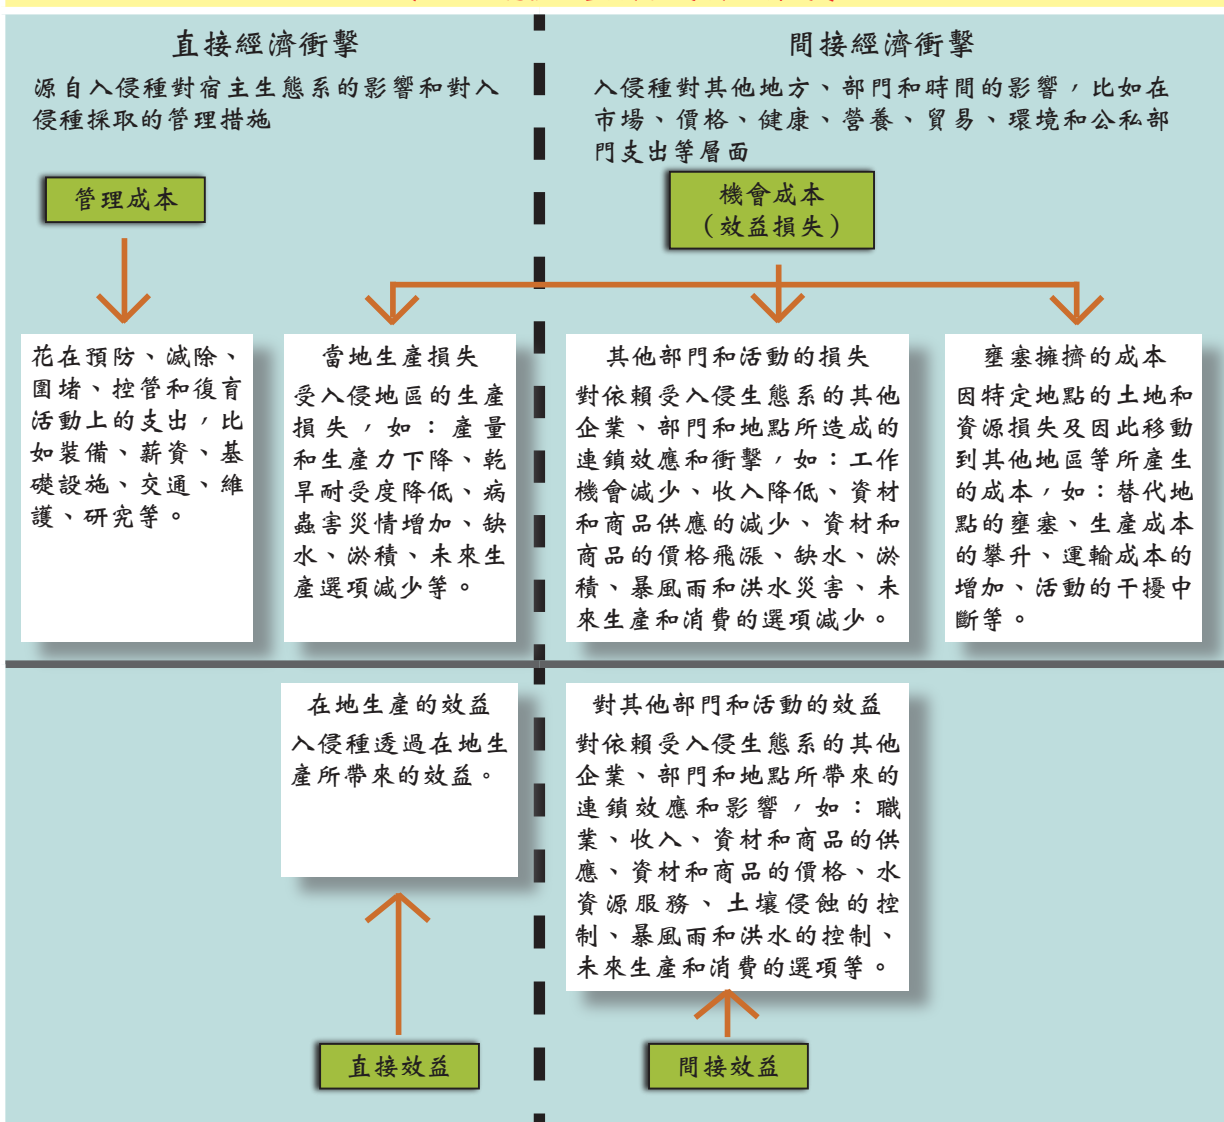 直接經濟衝擊
源自入侵種對宿主生態系的影響和對入
侵種採取的管理措施
間接經濟衝擊
入侵種對其他地方、部門和時間的影響，比如在
市場、價格、健康、營養、貿易、環境和公私部
門支出等層面
管理成本
機會成本
（效益損失）
花在預防、滅除、
圍堵、控管和復育
活動上的支出，比
如裝備、薪資、基
礎設施、交通、維
護、研究等。
當地生產損失
受入侵地區的生產
損失，如：產量
和生產力下降、乾
旱耐受度降低、病
蟲害災情增加、缺
水、淤積、未來生
產選項減少等。
其他部門和活動的損失
對依賴受入侵生態系的其他
企業、部門和地點所造成的
連鎖效應和衝擊，如：工作
機會減少、收入降低、資材
和商品供應的減少、資材和
商品的價格飛漲、缺水、淤
積、暴風雨和洪水災害、未
來生產和消費的選項減少。
壅塞擁擠的成本
因特定地點的土地和
資源損失及因此移動
到其他地區等所產生
的成本，如：替代地
點的壅塞、生產成本
的攀升、運輸成本的
增加、活動的干擾中
斷等。
在地生產的效益
入侵種透過在地生
產所帶來的效益。
對其他部門和活動的效益
對依賴受入侵生態系的其他
企業、部門和地點所帶來的
連鎖效應和影響，如：職
業、收入、資材和商品的供
應、資材和商品的價格、水
資源服務、土壤侵蝕的控
制、暴風雨和洪水的控制、
未來生產和消費的選項等。
直接效益
間接效益